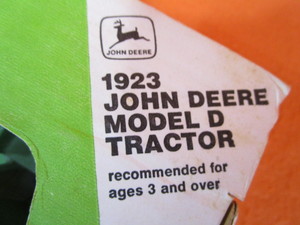 JOHN DEERE
1923
JOHN DEERE
MODEL D
TRACTOR
recommended for
ages 3 and over